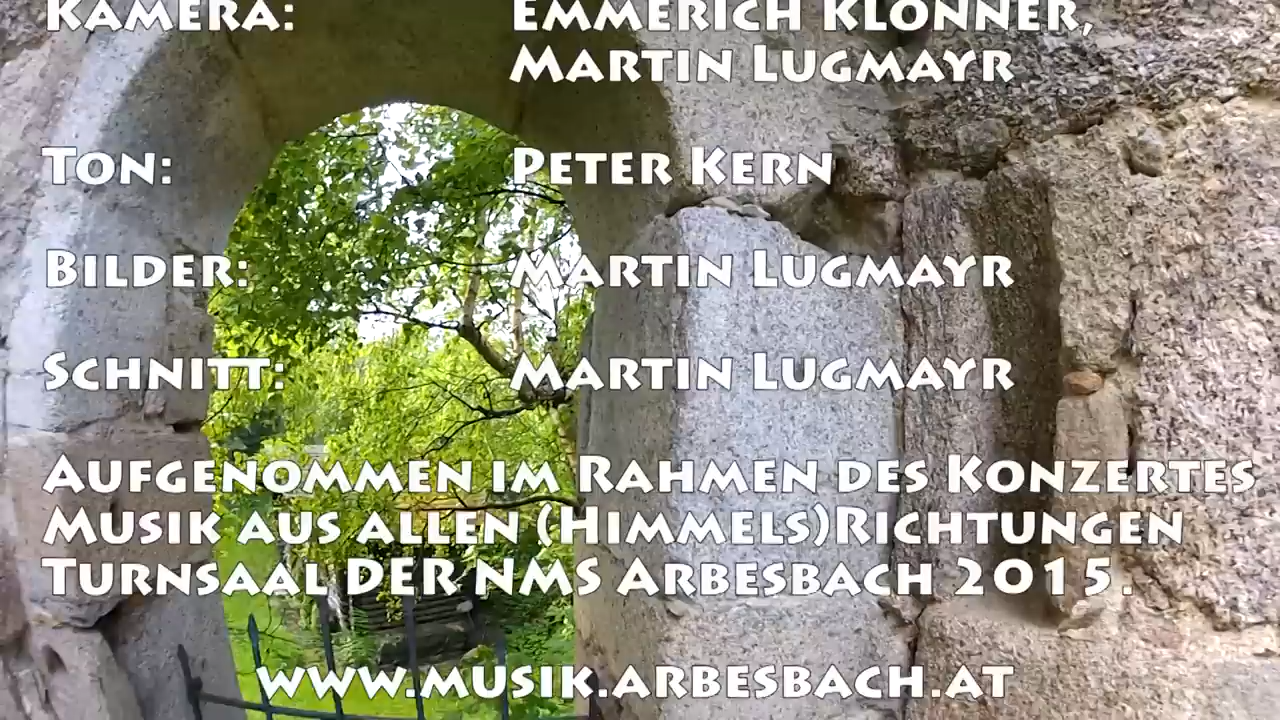 KAMERA: EMMERICH KLONNER,
MARTIN LUGMAYR
TON: PETER KERN
BILDER: MARTIN LUGMAYR
SCHNITT: MARTIN LUGMAYR
AUFGENOMMEN IM RAHMEN DES KONZERTES
MUSIK AUS ALLEN (HIMMELS)RICHTUNGEN
TURNSAAL DER NMS ARBESBACH 2015.
WWW.MUSIK.ARBESBACH.AT